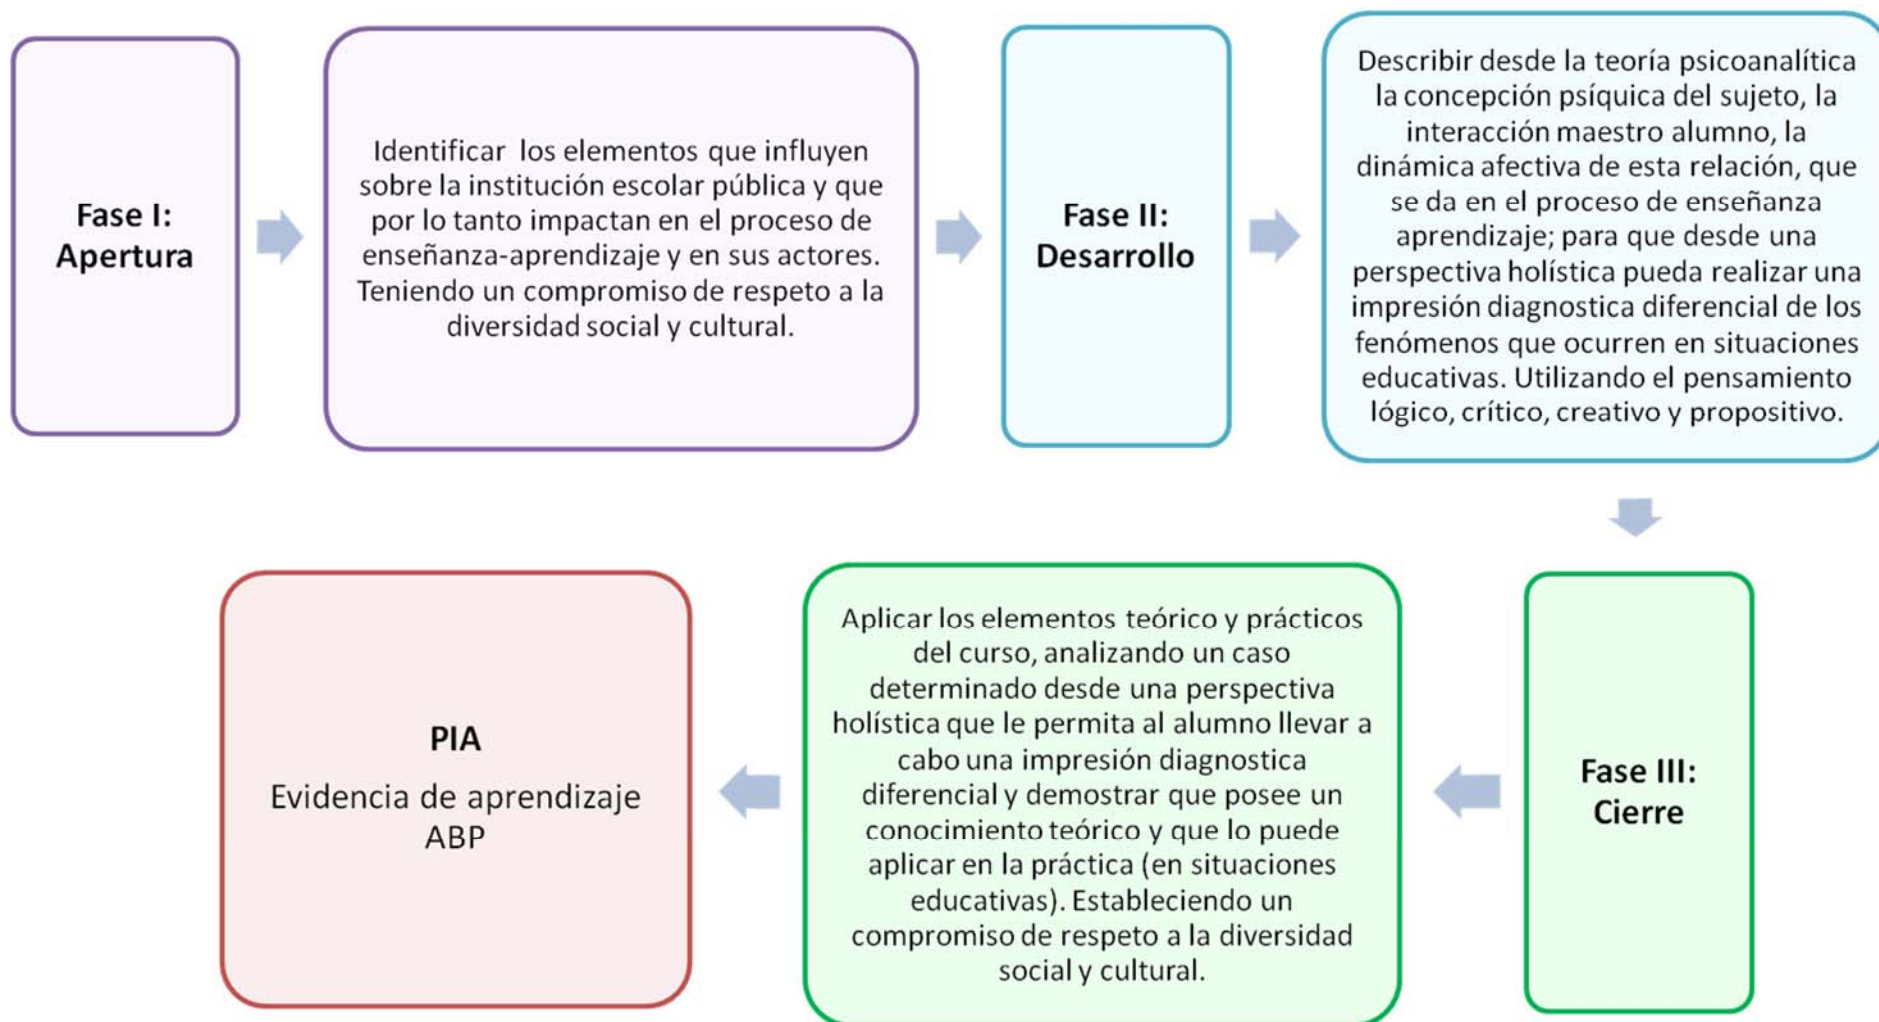 Fase I:
Apertura
Identificar los elementos que influyen
sobre la institución escolar pública y que
por lo tanto impactan en el proceso de
enseñanza-aprendizaje y en sus actores.
Teniendo un compromiso de respeto a la
diversidad social y cultural.
Fase II:
Desarrollo
Describir desde la teoría psicoanalítica
la concepción psíquica del sujeto, la
interacción maestro alumno, la
dinámica afectiva de esta relación, que
se da en el proceso de enseñanza
aprendizaje; para que desde una
perspectiva holística pueda realizar una
impresión diagnostica diferencial de los
fenómenos que ocurren en situaciones
educativas. Utilizando el pensamiento
lógico, crítico, creativo y propositivo.
Fase III:
Cierre
Aplicar los elementos teórico y prácticos
del curso, analizando un caso
determinado desde una perspectiva
holística que le permita al alumno llevar a
cabo una impresión diagnostica
diferencial y demostrar que posee un
conocimiento teórico y que lo puede
aplicar en la práctica (en situaciones
educativas). Estableciendo un
compromiso de respeto a la diversidad
social y cultural.
PIA
Evidencia de aprendizaje
ABP